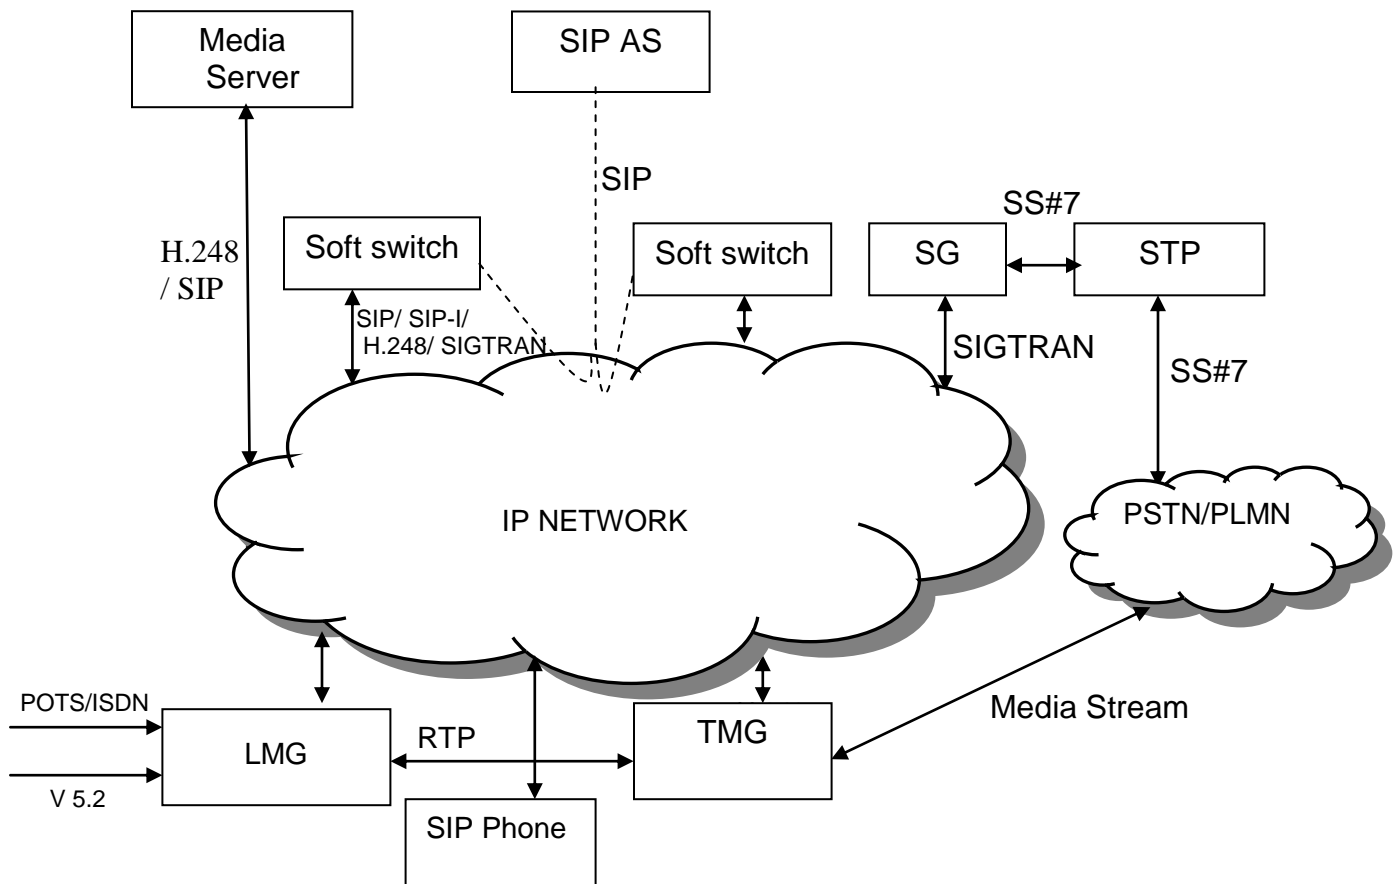 Media
Server
SIP AS
SIP
SS#7
H.248
/ SIP
Soft switch
Soft switch
SG
STP
SIP/ SIP-I/
H.248/ SIGTRAN
SIGTRAN
SS#7
IP NETWORK
PSTN/PLMN
POTS/ISDN
LMG
RTP
TMG
Media Stream
V 5.2
SIP Phone